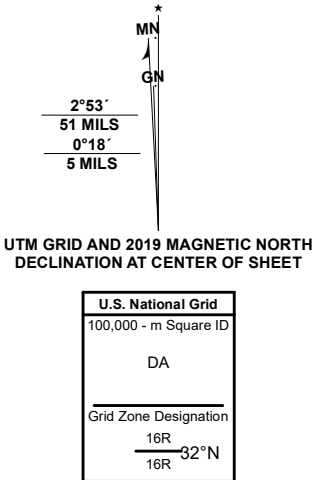 MN
GN
2°53´
51 MILS
0°18´
5 MILS
UTM GRID AND 2019 MAGNETIC NORTH
DECLINATION AT CENTER OF SHEET
U.S. National Grid
100,000 - m Square ID
DA
Grid Zone Designation
16R
32°N
16R